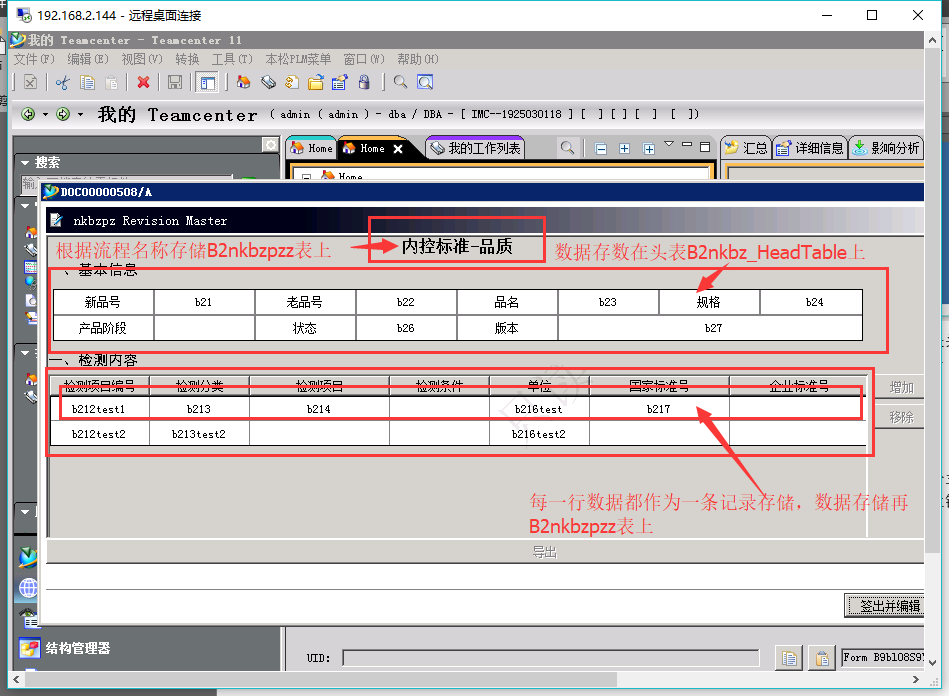 192.168.2.144 - 远程桌面连接
我的 Teamcenter - Teamcenter 11
文件(F) 编辑(E) 视图(V) 转换 工具(T) 本松PLM菜单 窗口(W) 帮助(H)
我的 Teamcenter ( admin ( admin ) - dba / DBA - [ IMC--1925030118 ] [ ] [ ] [ ] [ ])
搜索
Home
Home
我的工作列表
汇总
详细信息
影响分析
Home
DOC00000508/A
nkbzpz Revision Master
根据流程名称存储B2nkbzpzz表上
内控标准-品质
数据存数在头表B2nkbz_HeadTable上
、基本信息
新品号 b21 老品号 b22 品名 b23 规格 b24
产品阶段 状态 b26 版本 b27
一、检测内容
检测项目编号 检测分类 检测项目 检测条件 单位 国家标准号 企业标准号
b212test1 b213 b214 b216test b217
b212test2 b213test2 b216test2
增加
移除
每一行数据都作为一条记录存储，数据存储再
B2nkbzpzz表上
导出
签出并编辑
结构管理器
UID:
Form B9b108S9